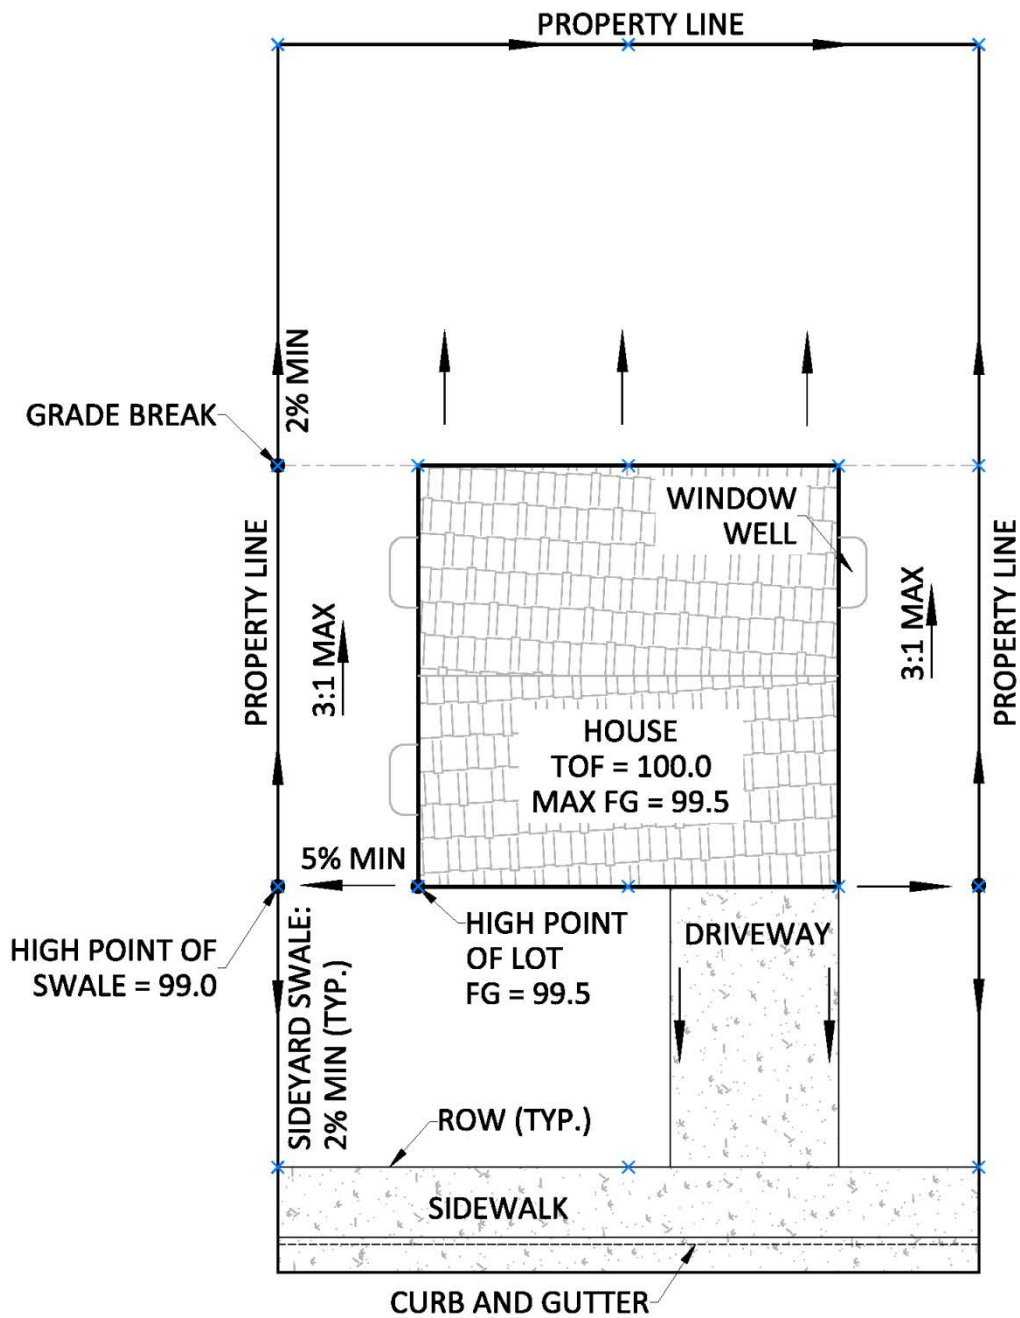 PROPERTY LINE
2% MIN
GRADE BREAK
WINDOW
WELL
PROPERTY LINE
3:1 MAX
3:1 MAX
PROPERTY LINE
HOUSE
TOF = 100.0
MAX FG = 99.5
5% MIN
HIGH POINT OF
SWALE = 99.0
SIDEYARD SWALE:
2% MIN (TYP.)
HIGH POINT
OF LOT
FG = 99.5
DRIVEWAY
ROW (TYP.)
SIDEWALK
CURB AND GUTTER